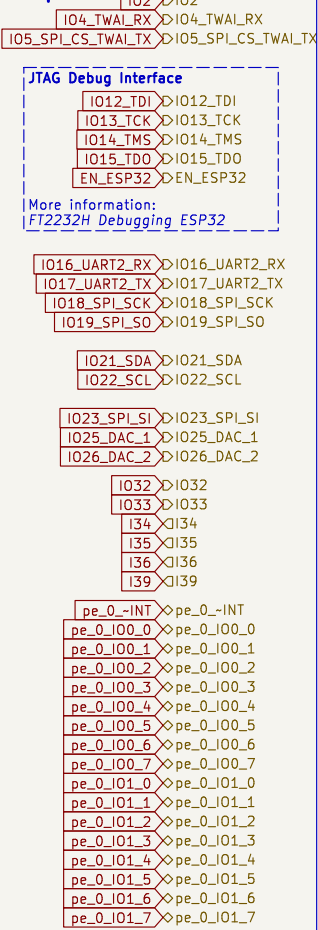 IO2 IO2
IO4_TWAI_RX IO4_TWAI_RX
IO5_SPI_CS_TWAI_TX IO5_SPI_CS_TWAI_TX
JTAG Debug Interface
IO12_TDI IO12_TDI
IO13_TCK IO13_TCK
IO14_TMS IO14_TMS
IO15_TDO IO15_TDO
EN_ESP32 EN_ESP32
More information:
FT2232H Debugging ESP32
IO16_UART2_RX IO16_UART2_RX
IO17_UART2_TX IO17_UART2_TX
IO18_SPI_SCK IO18_SPI_SCK
IO19_SPI_SO IO19_SPI_SO
IO21_SDA IO21_SDA
IO22_SCL IO22_SCL
IO23_SPI_SI IO23_SPI_SI
IO25_DAC_1 IO25_DAC_1
IO26_DAC_2 IO26_DAC_2
IO32 IO32
IO33 IO33
I34 I34
I35 I35
I36 I36
I39 I39
pe_0_~INT pe_0_~INT
pe_0_IO0_0 pe_0_IO0_0
pe_0_IO0_1 pe_0_IO0_1
pe_0_IO0_2 pe_0_IO0_2
pe_0_IO0_3 pe_0_IO0_3
pe_0_IO0_4 pe_0_IO0_4
pe_0_IO0_5 pe_0_IO0_5
pe_0_IO0_6 pe_0_IO0_6
pe_0_IO0_7 pe_0_IO0_7
pe_0_IO1_0 pe_0_IO1_0
pe_0_IO1_1 pe_0_IO1_1
pe_0_IO1_2 pe_0_IO1_2
pe_0_IO1_3 pe_0_IO1_3
pe_0_IO1_4 pe_0_IO1_4
pe_0_IO1_5 pe_0_IO1_5
pe_0_IO1_6 pe_0_IO1_6
pe_0_IO1_7 pe_0_IO1_7